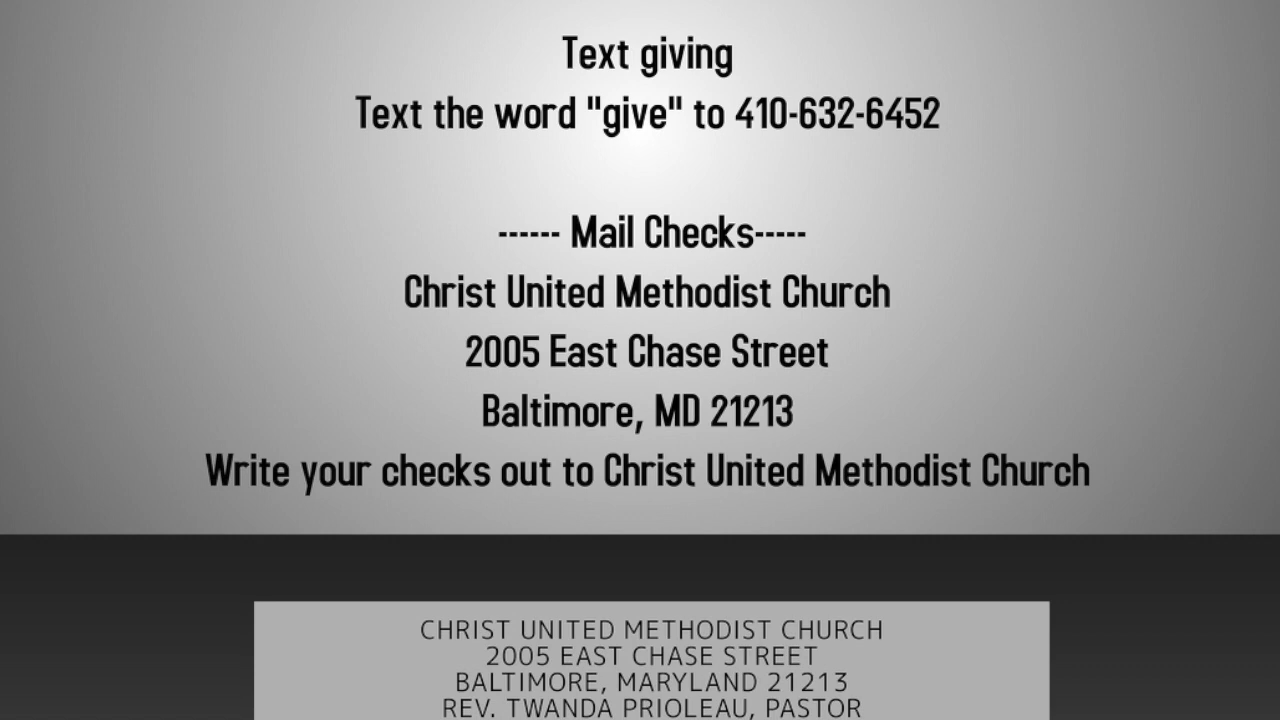 Text giving
Text the word "give" to 410-632-6452
------ Mail Checks-----
Christ United Methodist Church
2005 East Chase Street
Baltimore, MD 21213
Write your checks out to Christ United Methodist Church
CHRIST UNITED METHODIST CHURCH
2005 EAST CHASE STREET
BALTIMORE, MARYLAND 21213
REV. TWANDA PRIOLEAU, PASTOR